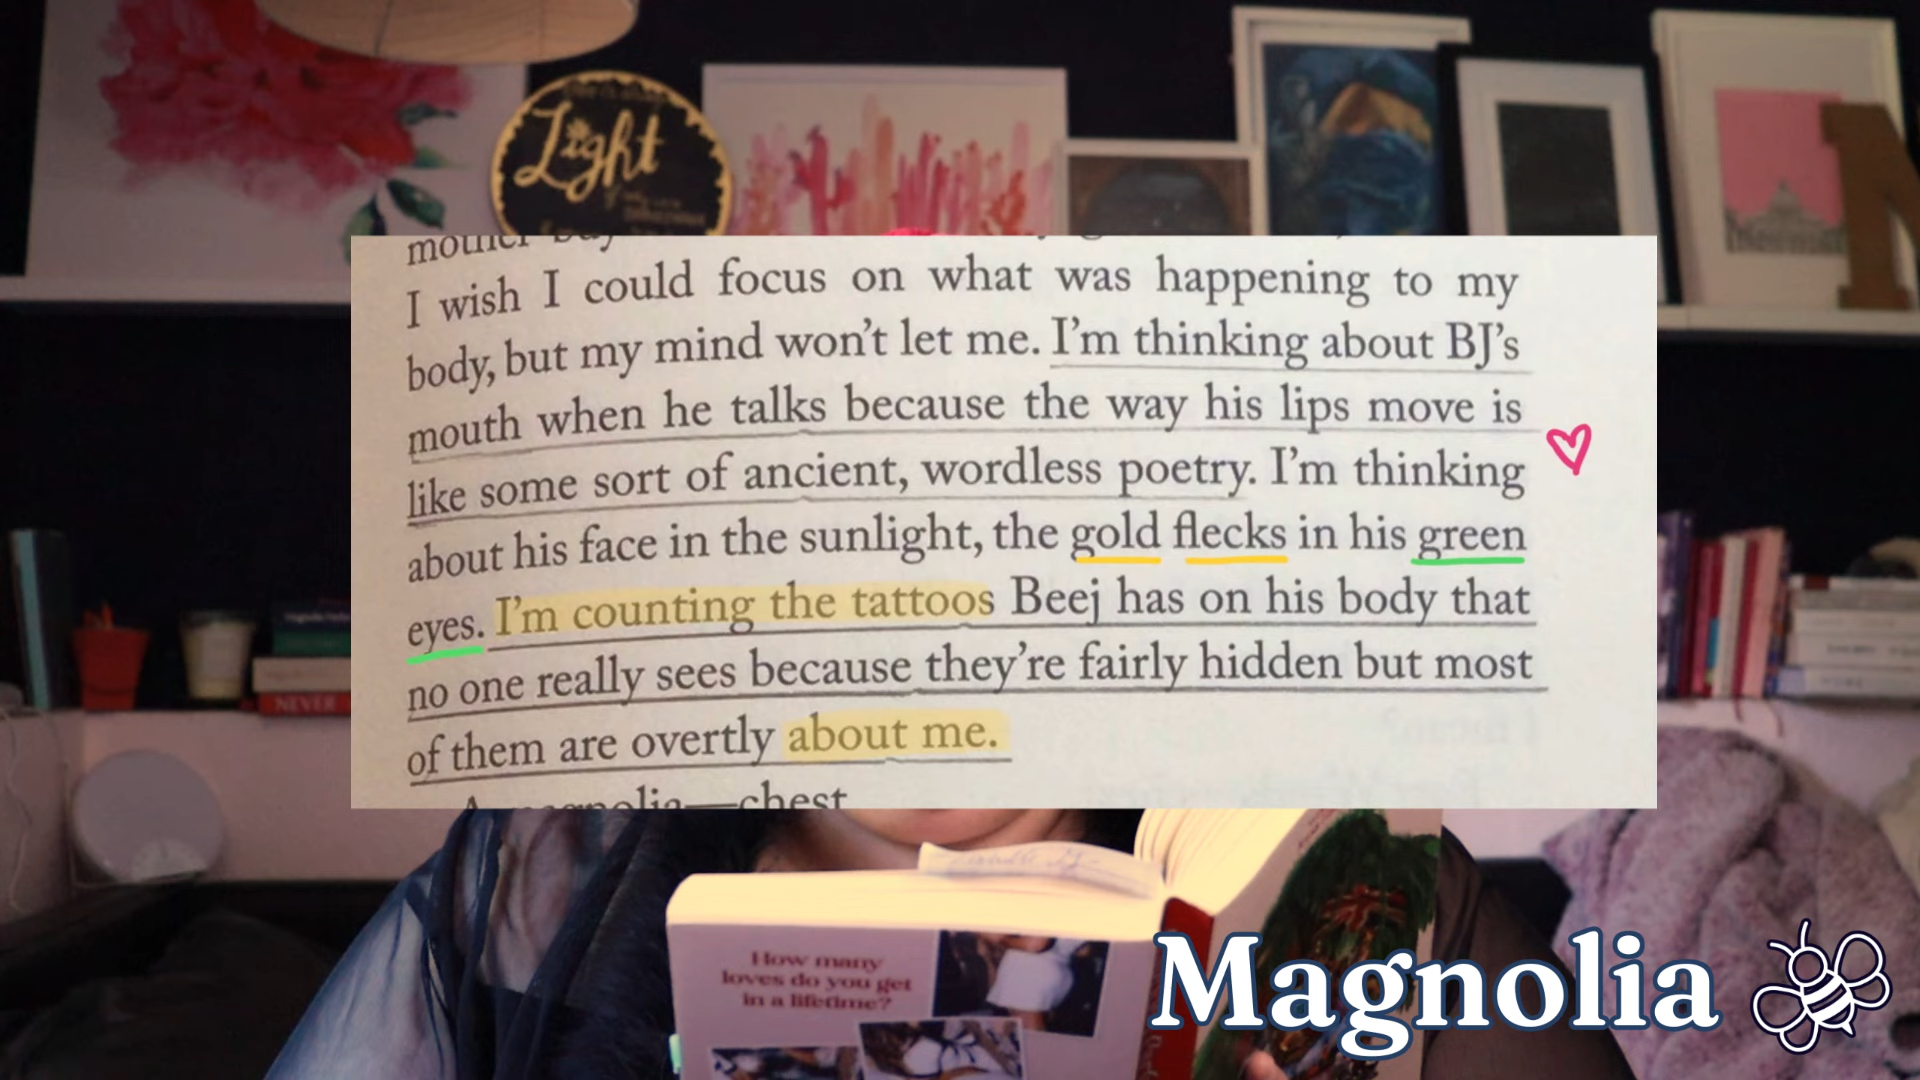 Light
I wish I could focus on what was happening to my
body, but my mind won't let me. I'm thinking about BJ's
mouth when he talks because the way his lips move is
like some sort of ancient, wordless poetry. I'm thinking
about his face in the sunlight, the gold flecks in his green
eyes. I'm counting the tattoos Beej has on his body that
no one really sees because they're fairly hidden but most
of them are overtly about me.
chest
NEVER
How many
loves do you get
in a lifetime?
Magnolia